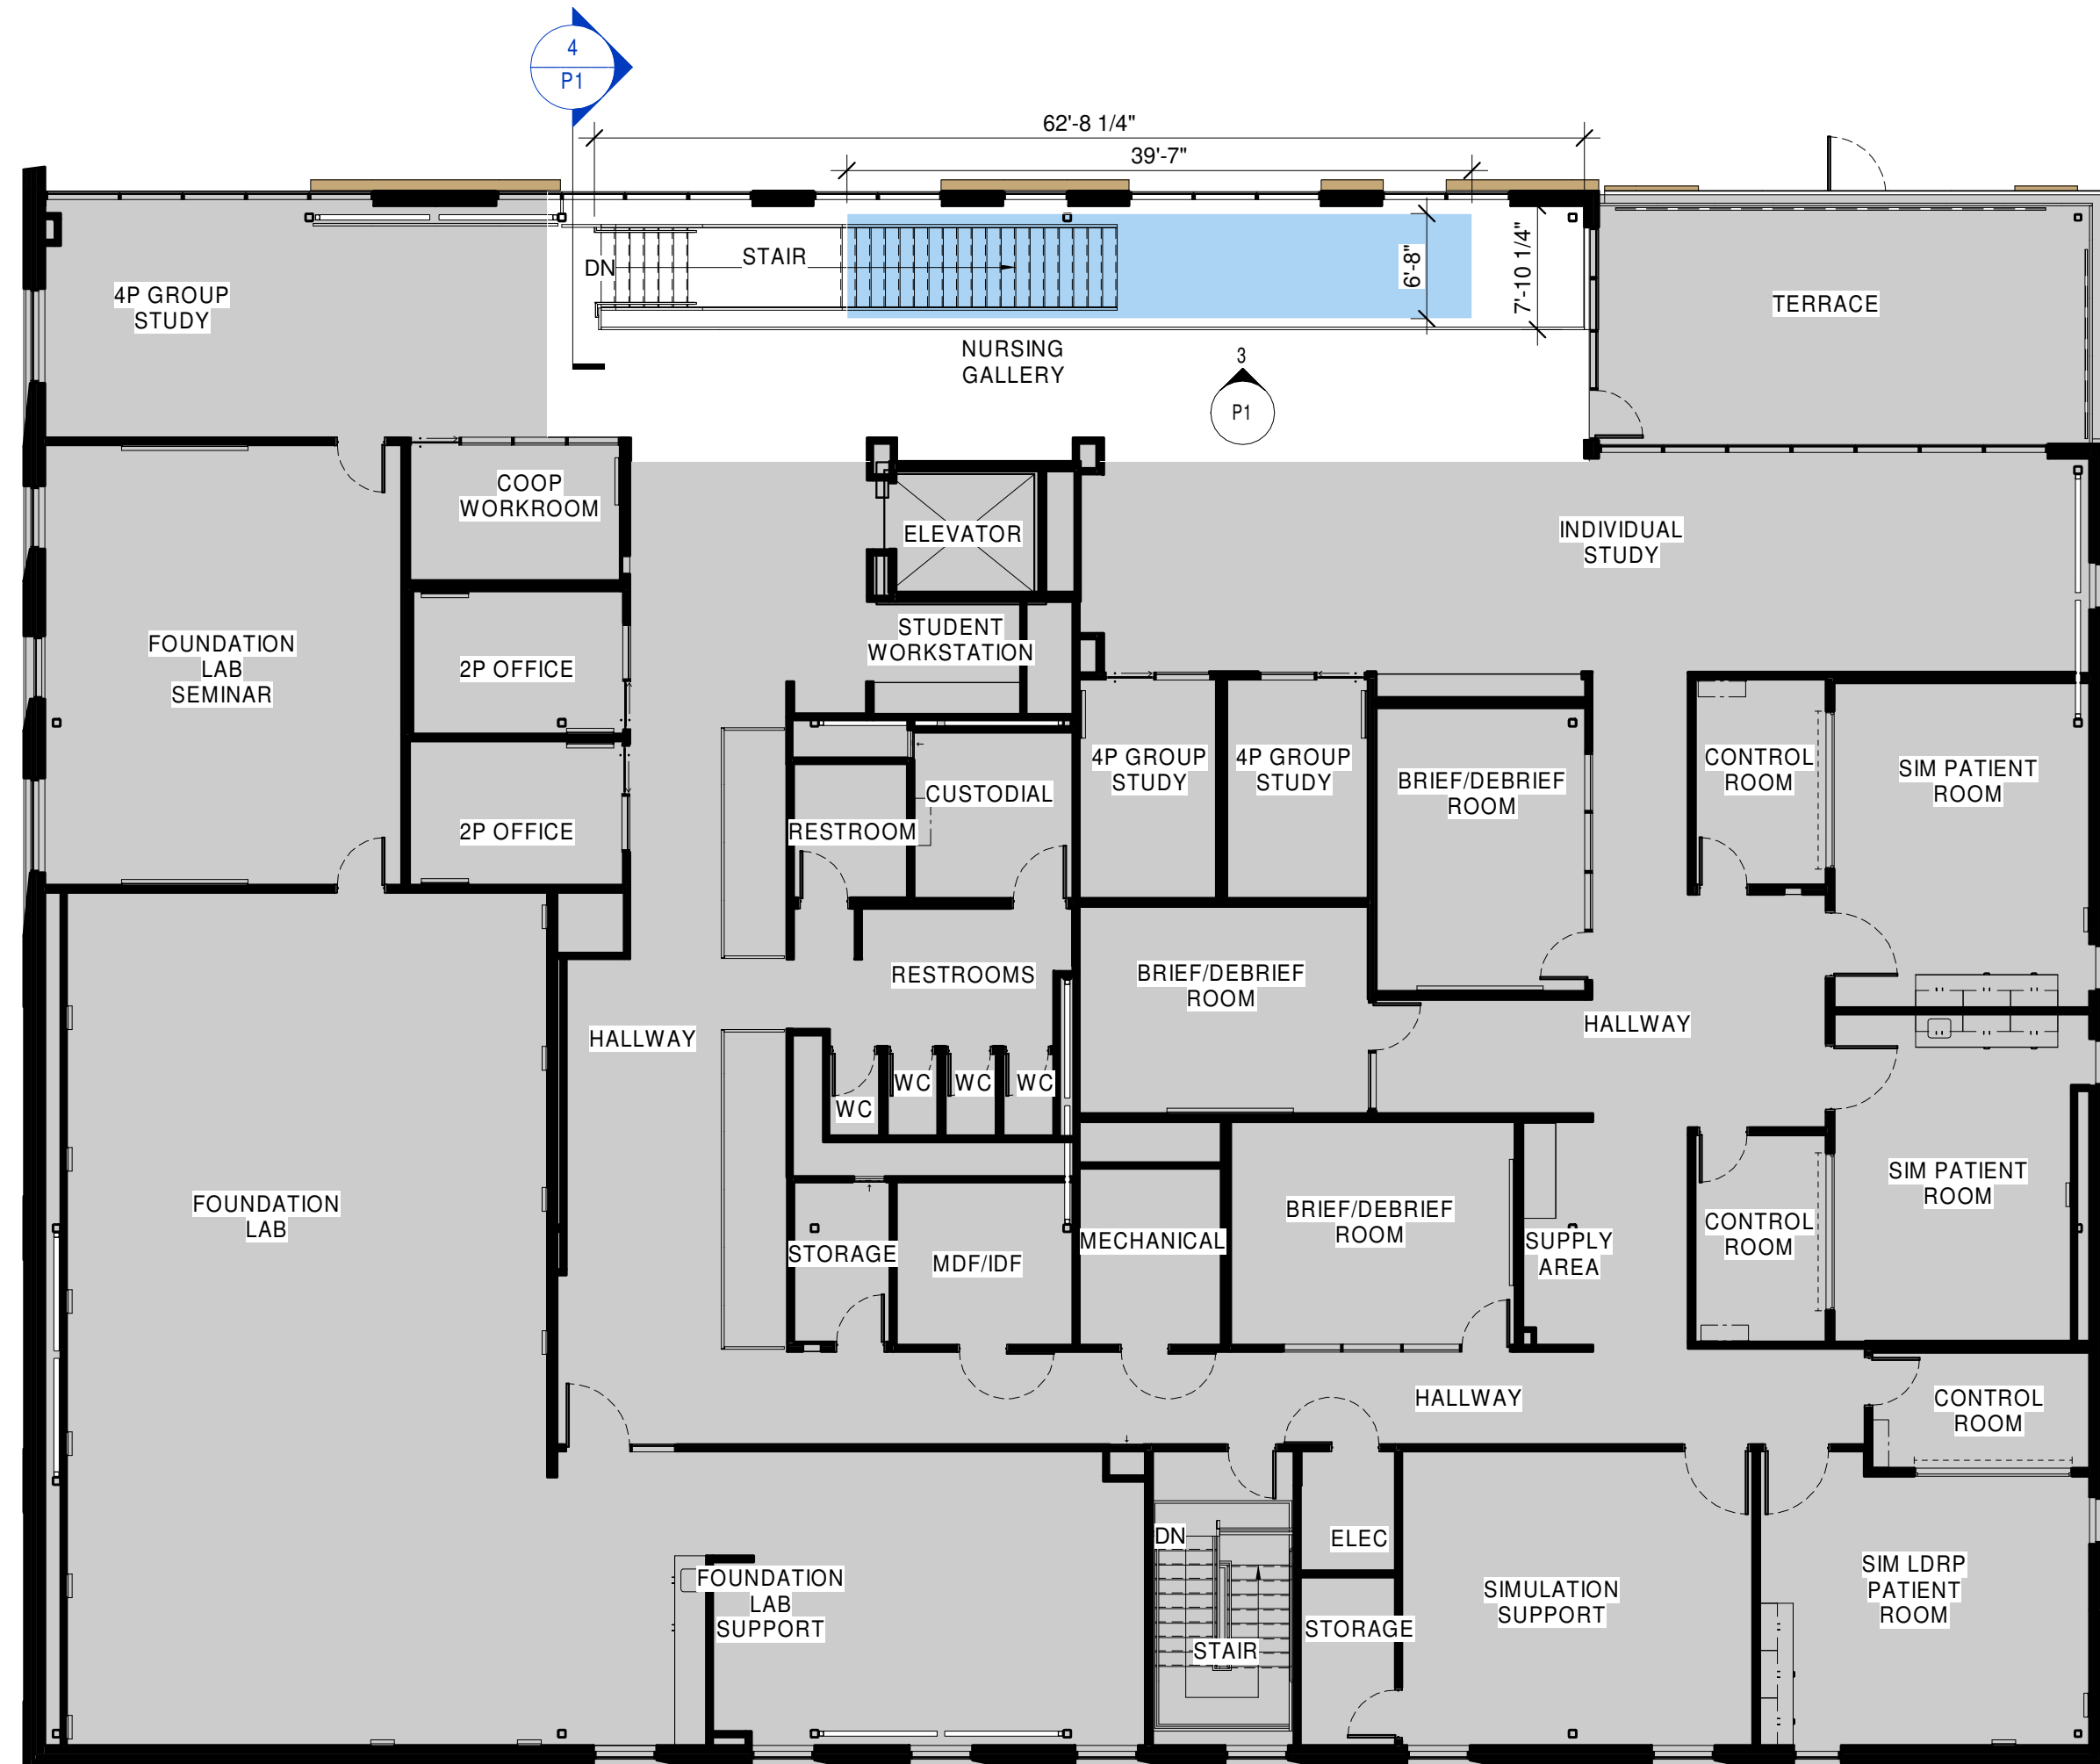 4
P1
62'-8 1/4"
39'-7"
6'-8"
7'-10 1/4"
DN
STAIR
4P GROUP
STUDY
TERRACE
NURSING
GALLERY
3
P1
COOP
WORKROOM
ELEVATOR
INDIVIDUAL
STUDY
FOUNDATION
LAB
SEMINAR
2P OFFICE
STUDENT
WORKSTATION
4P GROUP
STUDY
4P GROUP
STUDY
BRIEF/DEBRIEF
ROOM
CONTROL
ROOM
SIM PATIENT
ROOM
2P OFFICE
RESTROOM
CUSTODIAL
RESTROOMS
BRIEF/DEBRIEF
ROOM
HALLWAY
HALLWAY
WC
WC
WC
WC
FOUNDATION
LAB
STORAGE
MDF/IDF
MECHANICAL
BRIEF/DEBRIEF
ROOM
SUPPLY
AREA
CONTROL
ROOM
SIM PATIENT
ROOM
HALLWAY
CONTROL
ROOM
DN
ELEC
FOUNDATION
LAB
SUPPORT
STAIR
STORAGE
SIMULATION
SUPPORT
SIM LDRP
PATIENT
ROOM